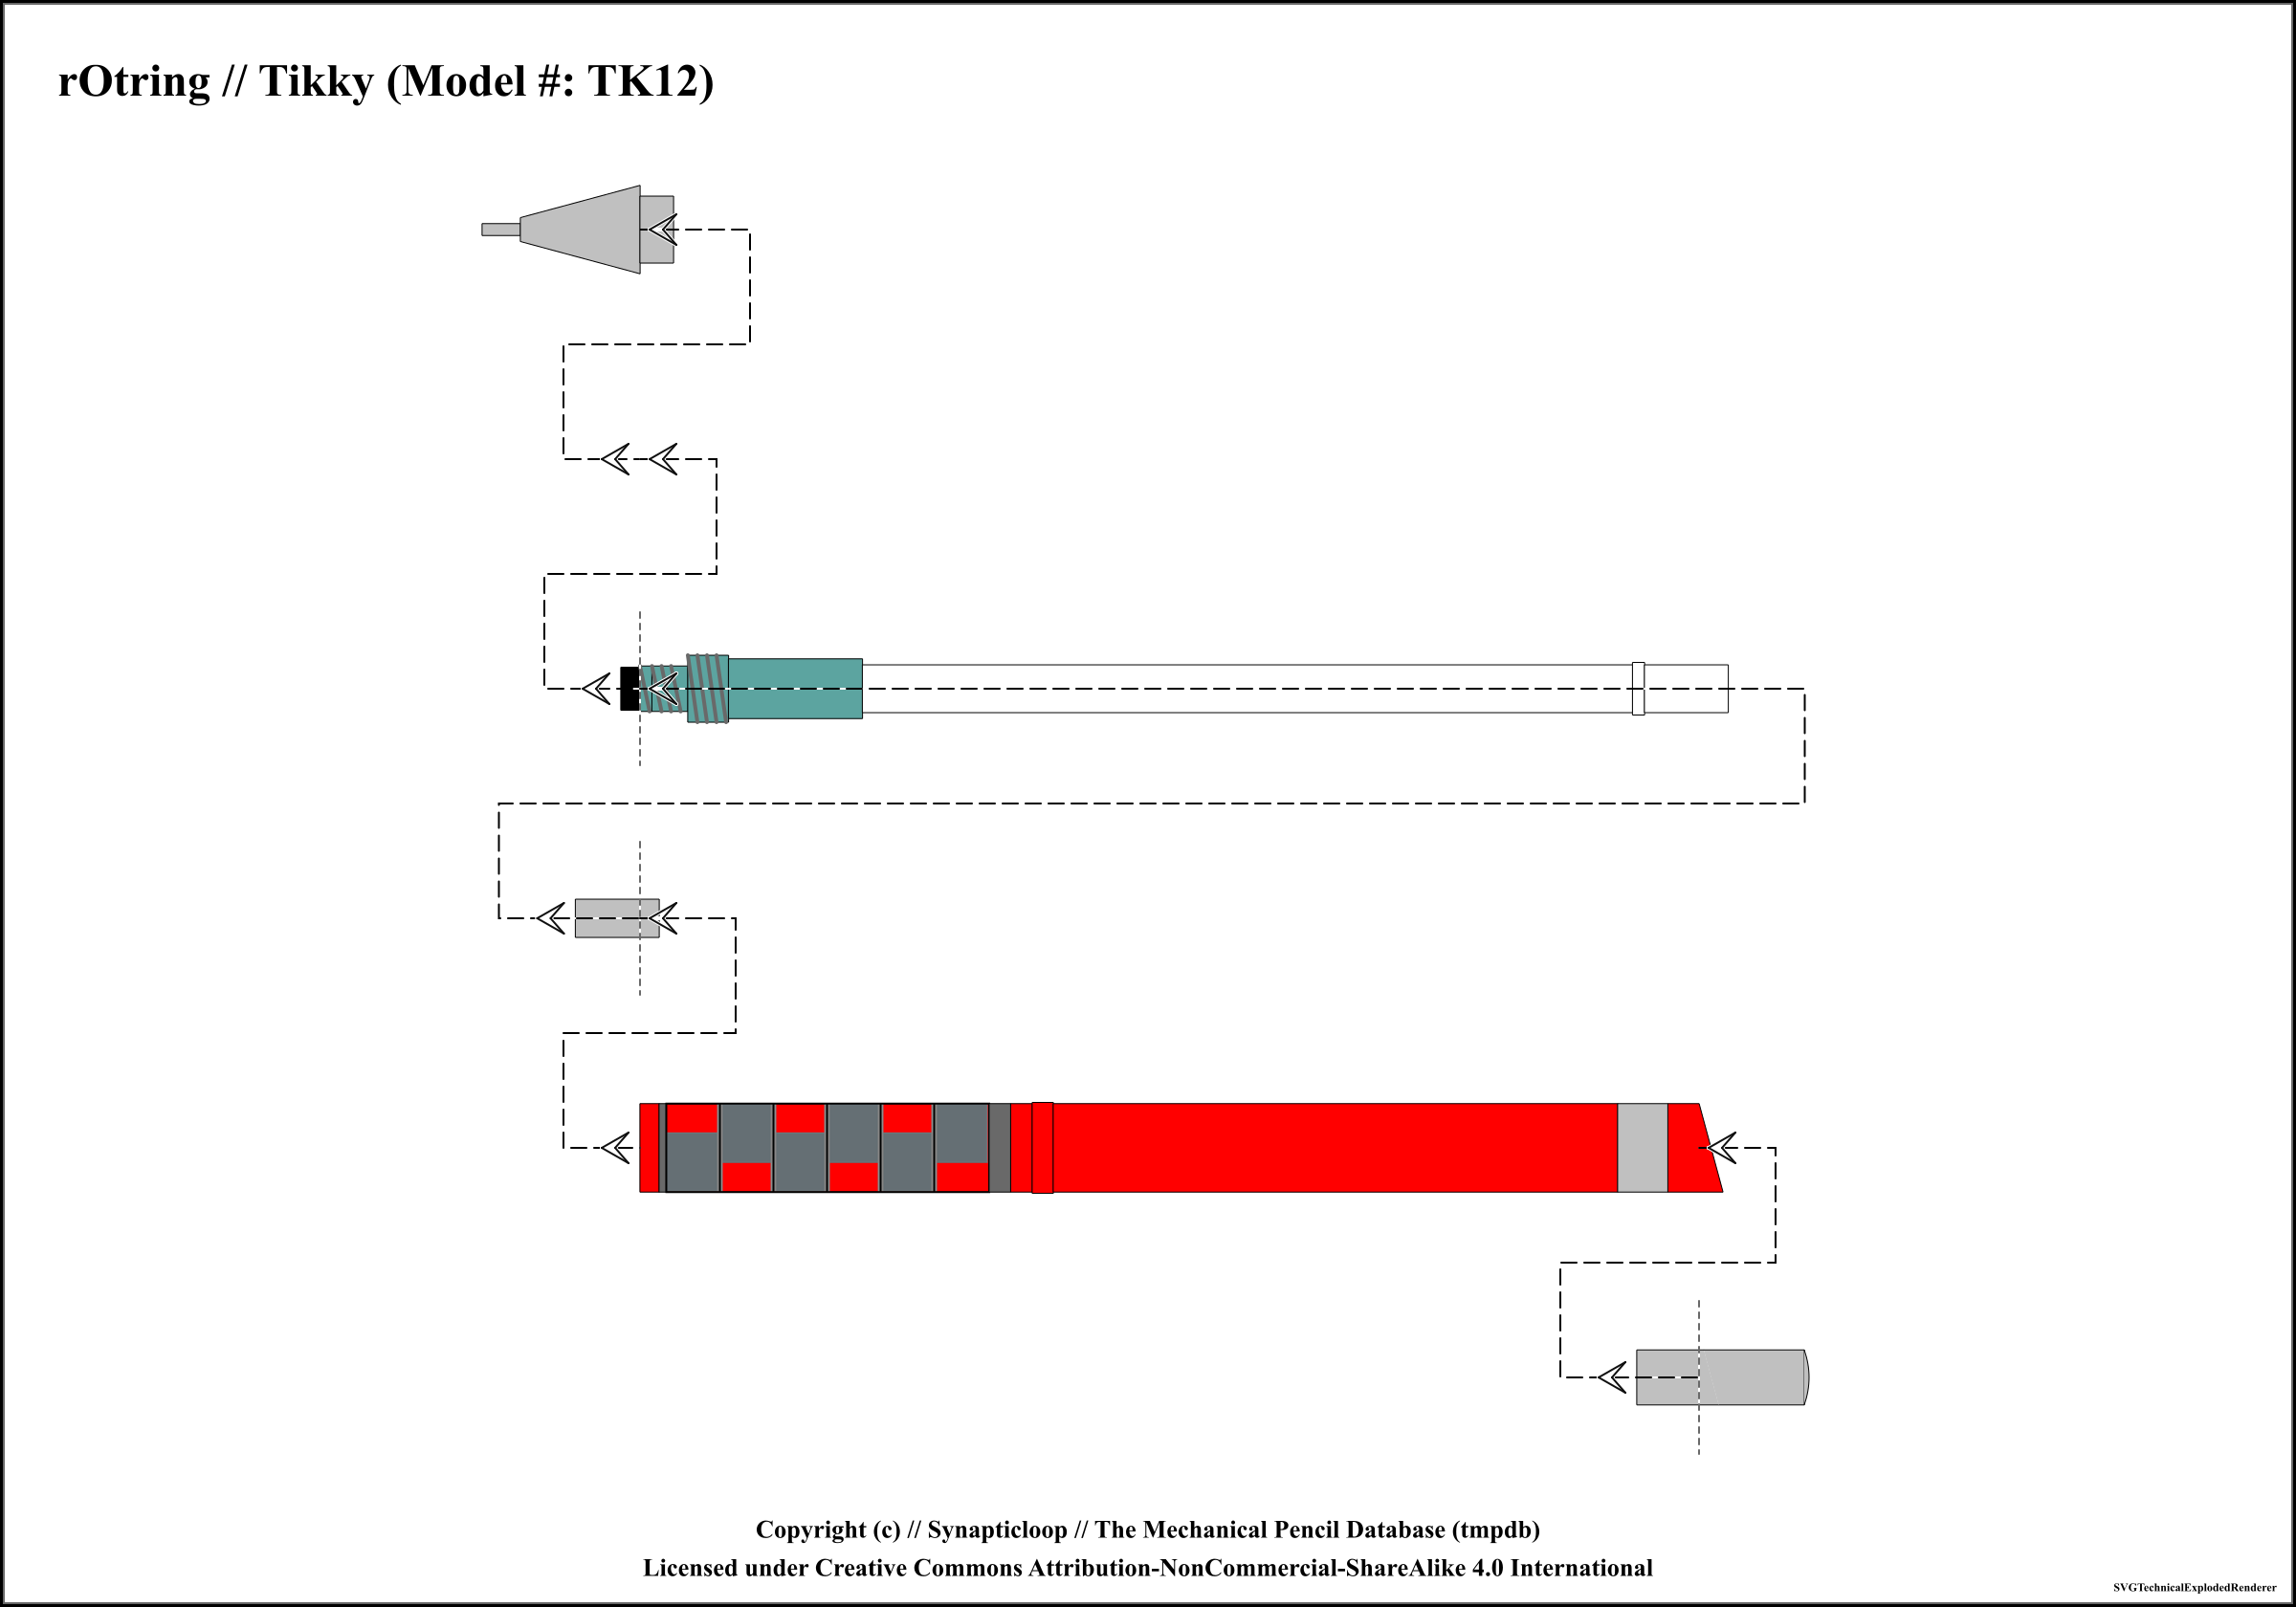 rOtring // Tikky (Model #: TK12)
Copyright (c) // Synapticloop // The Mechanical Pencil Database (tmpdb)
Licensed under Creative Commons Attribution-NonCommercial-ShareAlike 4.0 International
SVGTechnicalExplodedRenderer